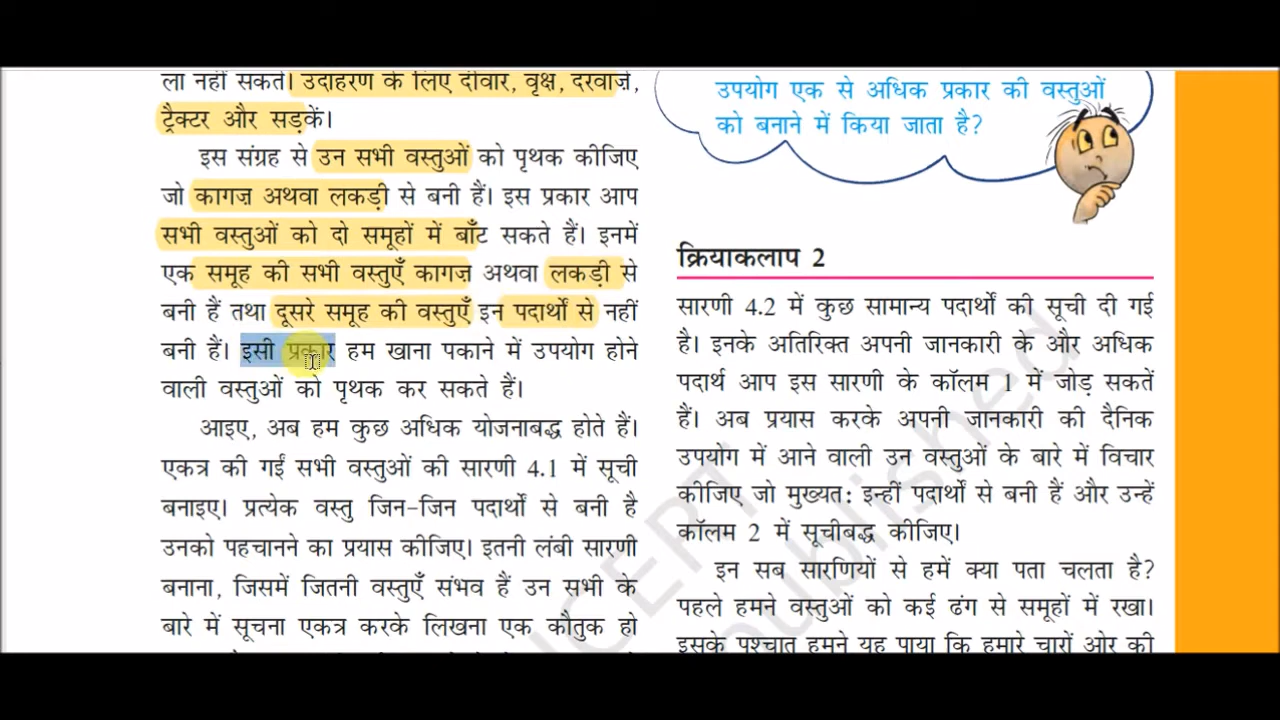 ला नहीं सकते। उदाहरण के लिए दीवार, वृक्ष, दरवाज़े,
ट्रैक्टर और सड़कें।
इस संग्रह से उन सभी वस्तुओं को पृथक कीजिए
जो कागज़ अथवा लकड़ी से बनी हैं। इस प्रकार आप
सभी वस्तुओं को दो समूहों में बाँट सकते हैं। इनमें
एक समूह की सभी वस्तुएँ कागज़ अथवा लकड़ी से
बनी हैं तथा दूसरे समूह की वस्तुएँ इन पदार्थों से नहीं
बनी हैं। इसी प्रकार हम खाना पकाने में उपयोग होने
वाली वस्तुओं को पृथक कर सकते हैं।
आइए, अब हम कुछ अधिक योजनाबद्ध होते हैं।
एकत्र की गईं सभी वस्तुओं की सारणी 4.1 में सूची
बनाइए। प्रत्येक वस्तु जिन-जिन पदार्थों से बनी है
उनको पहचानने का प्रयास कीजिए। इतनी लंबी सारणी
बनाना, जिसमें जितनी वस्तुएँ संभव हैं उन सभी के
बारे में सूचना एकत्र करके लिखना एक कौतुक हो
उपयोग एक से अधिक प्रकार की वस्तुओं
को बनाने में किया जाता है?
क्रियाकलाप 2
सारणी 4.2 में कुछ सामान्य पदार्थों की सूची दी गई
है। इनके अतिरिक्त अपनी जानकारी के और अधिक
पदार्थ आप इस सारणी के कॉलम 1 में जोड़ सकतें
हैं। अब प्रयास करके अपनी जानकारी की दैनिक
उपयोग में आने वाली उन वस्तुओं के बारे में विचार
कीजिए जो मुख्यत: इन्हीं पदार्थों से बनी हैं और उन्हें
कॉलम 2 में सूचीबद्ध कीजिए।
इन सब सारणियों से हमें क्या पता चलता है?
पहले हमने वस्तुओं को कई ढंग से समूहों में रखा।
इसके पश्चात हमने यह पाया कि हमारे चारों ओर की